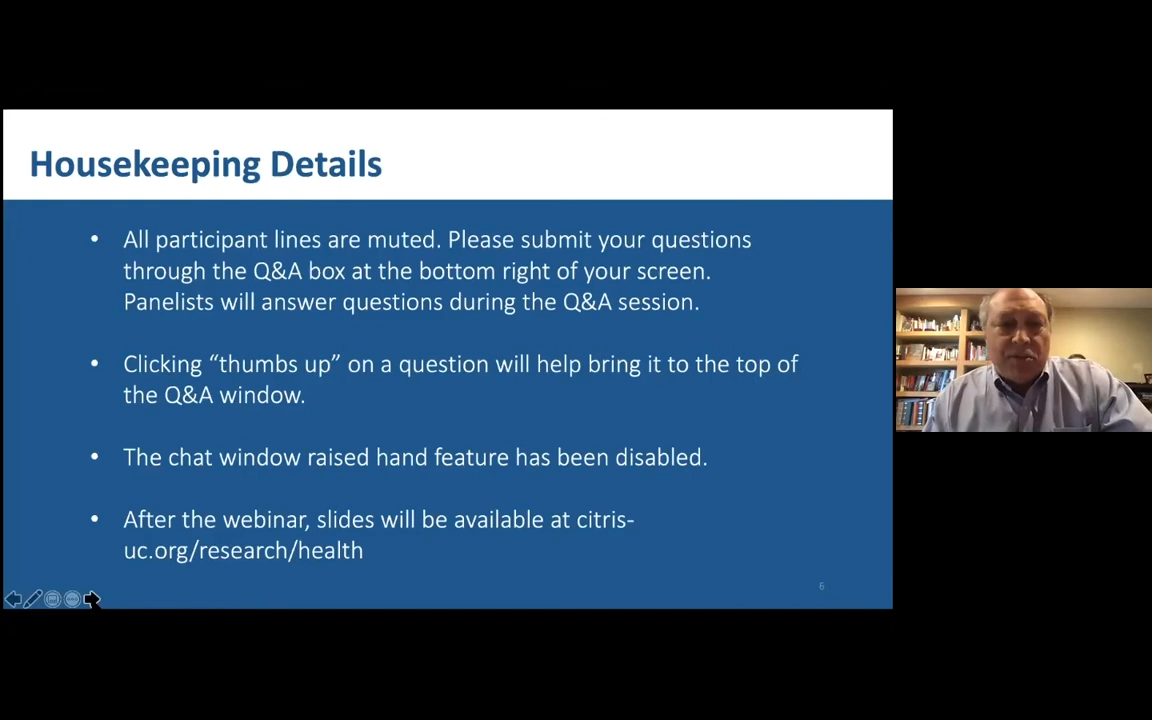 Housekeeping Details
• All participant lines are muted. Please submit your questions
through the Q&A box at the bottom right of your screen.
Panelists will answer questions during the Q&A session.
• Clicking “thumbs up” on a question will help bring it to the top of
the Q&A window.
• The chat window raised hand feature has been disabled.
• After the webinar, slides will be available at citris-
uc.org/research/health
6